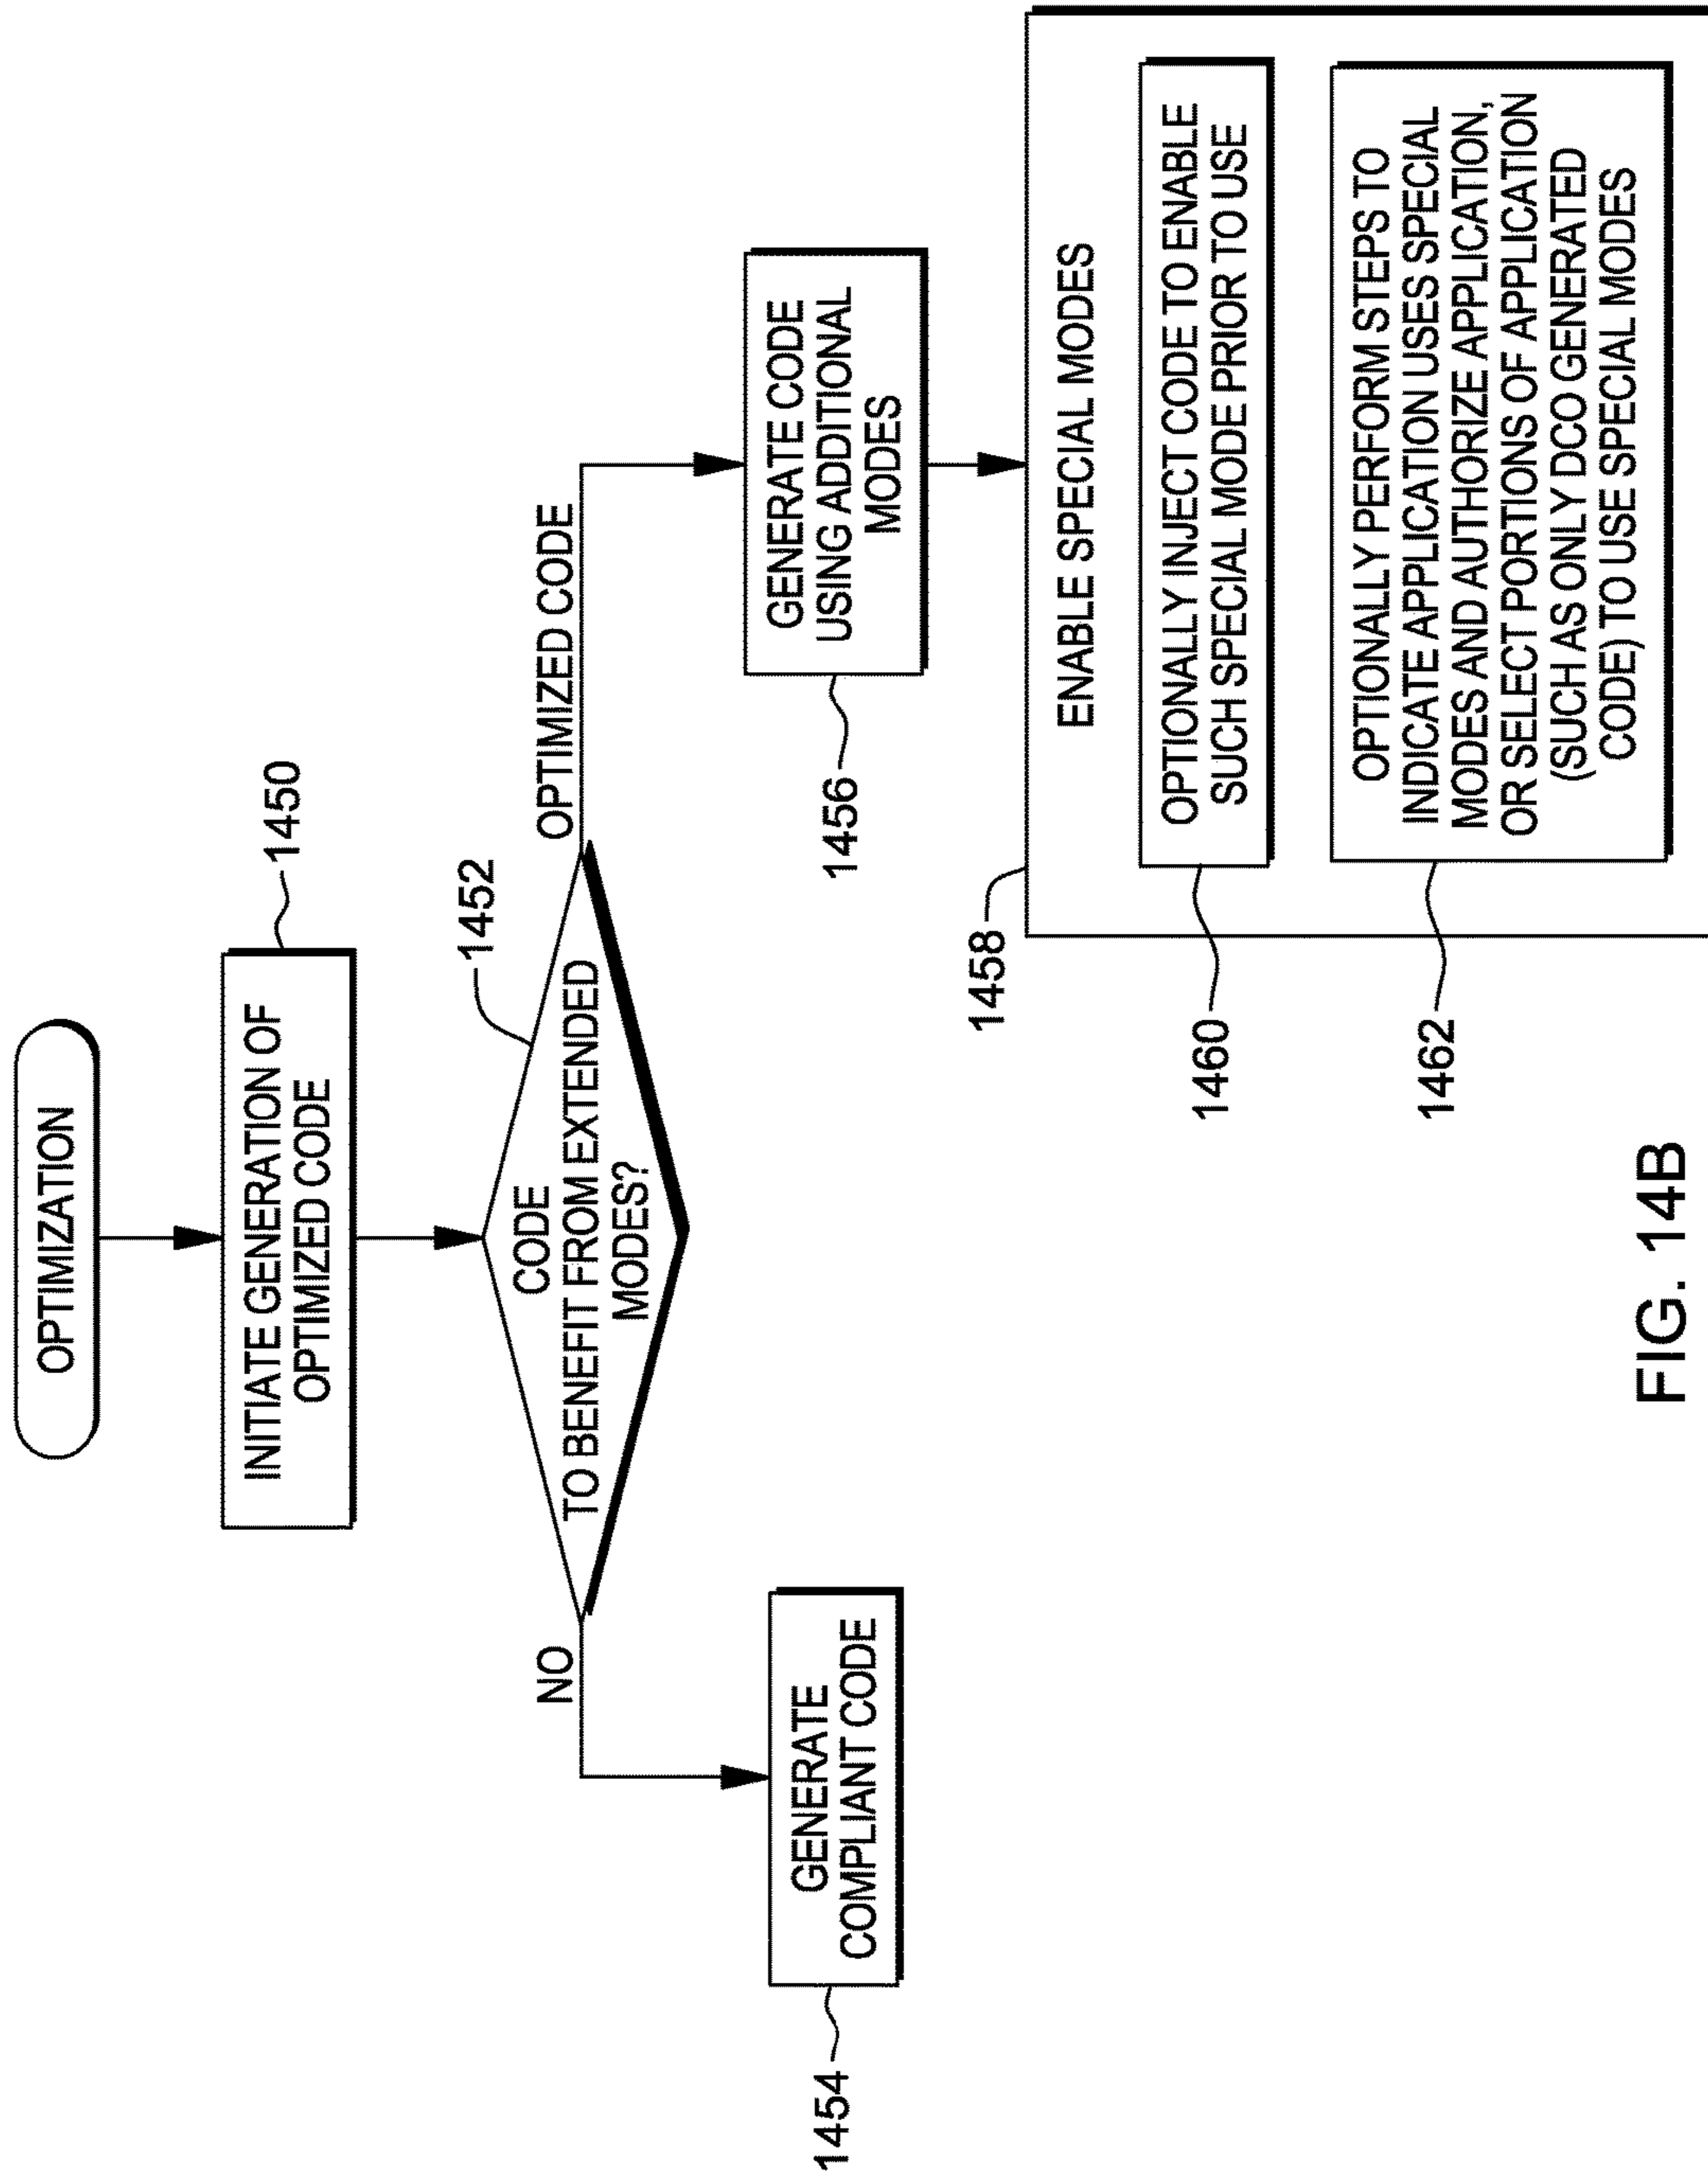 OPTIMIZATION
INITIATE GENERATION OF
OPTIMIZED CODE
1450
CODE
TO BENEFIT FROM EXTENDED
MODES?
1452
NO
OPTIMIZED CODE
GENERATE
COMPLIANT CODE
1454
GENERATE CODE
USING ADDITIONAL
MODES
1456
ENABLE SPECIAL MODES
1458
OPTIONALLY INJECT CODE TO ENABLE
SUCH SPECIAL MODE PRIOR TO USE
1460
OPTIONALLY PERFORM STEPS TO
INDICATE APPLICATION USES SPECIAL
MODES AND AUTHORIZE APPLICATION,
OR SELECT PORTIONS OF APPLICATION
(SUCH AS ONLY DCO GENERATED
CODE) TO USE SPECIAL MODES
1462
FIG. 14B